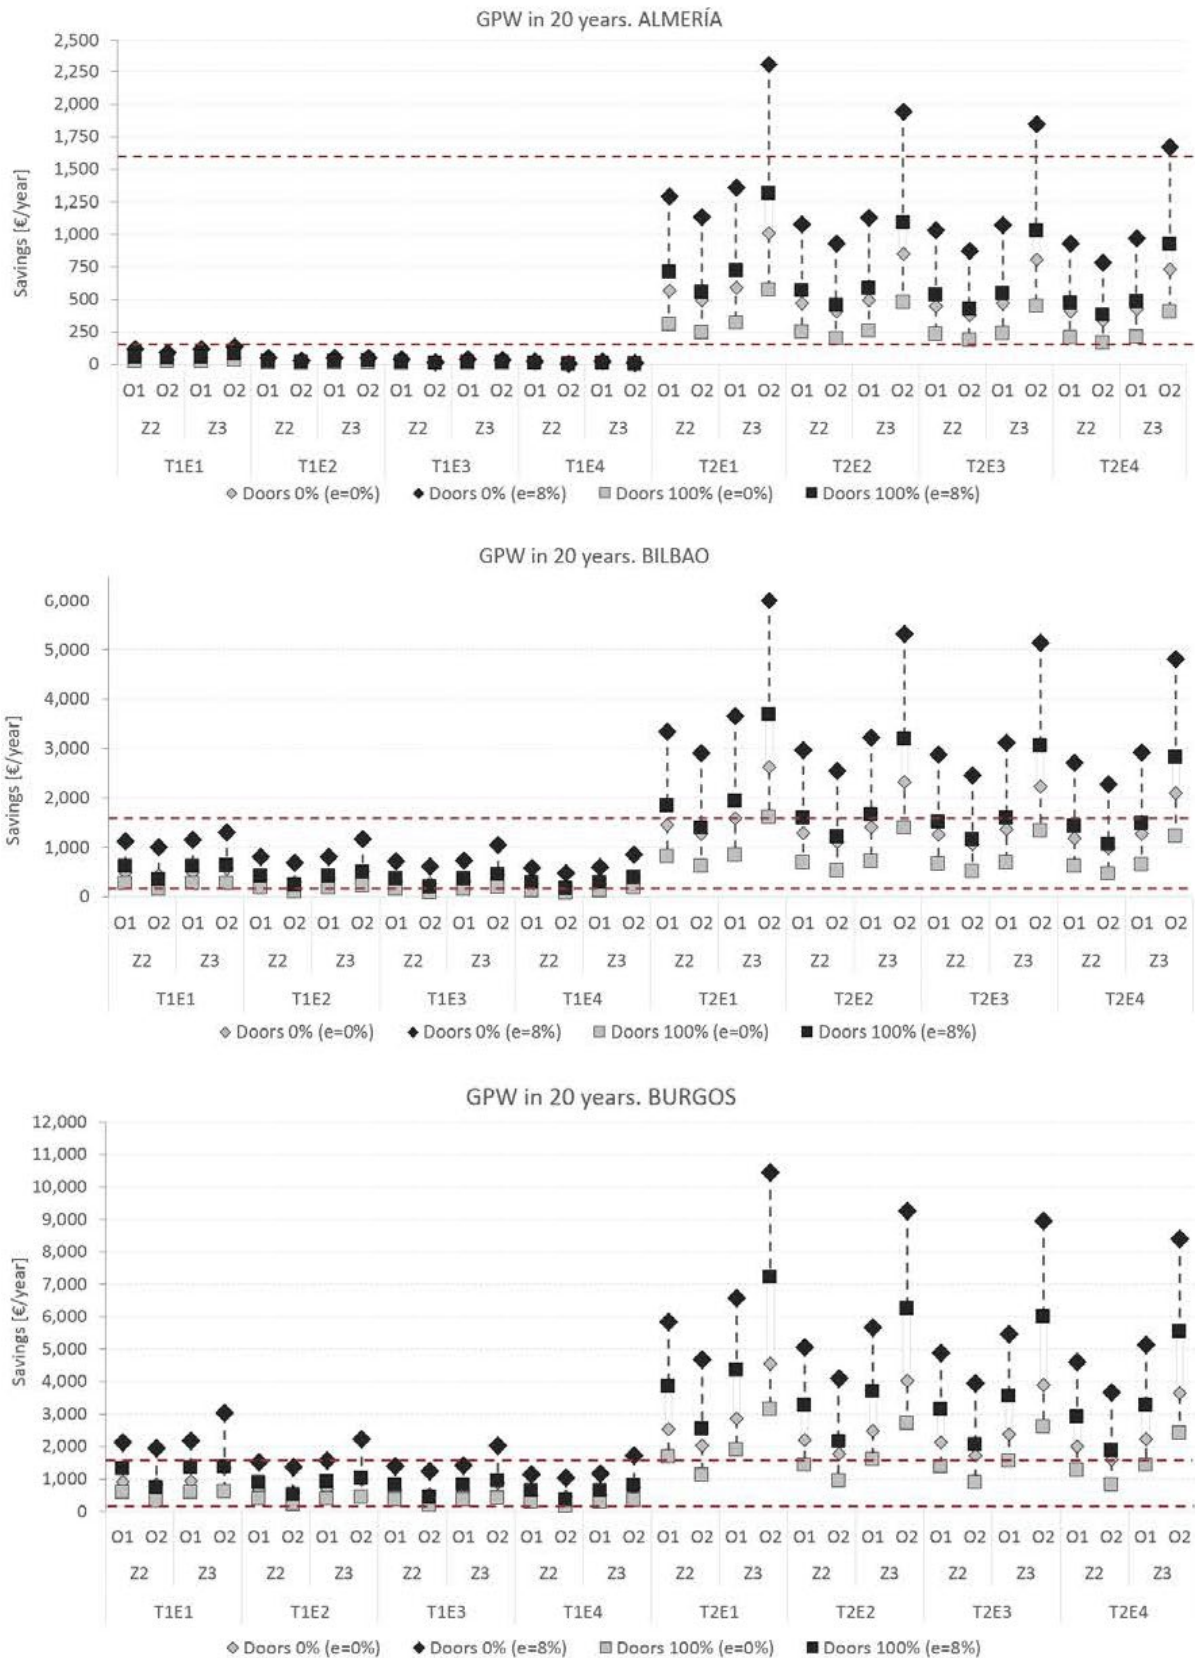 GPW in 20 years. ALMERÍA
Savings [€/year]
2,500
2,250
2,000
1,750
1,500
1,250
1,000
750
500
250
0
O1 O2 O1 O2 O1 O2 O1 O2 O1 O2 O1 O2 O1 O2 O1 O2 O1 O2 O1 O2 O1 O2 O1 O2 O1 O2 O1 O2 O1 O2 O1 O2
Z2 Z3 Z2 Z3 Z2 Z3 Z2 Z3 Z2 Z3 Z2 Z3 Z2 Z3 Z2 Z3
T1E1 T1E2 T1E3 T1E4 T2E1 T2E2 T2E3 T2E4
Doors 0% (e=0%) Doors 0% (e=8%) Doors 100% (e=0%) Doors 100% (e=8%)
GPW in 20 years. BILBAO
Savings [€/year]
6,000
5,000
4,000
3,000
2,000
1,000
0
O1 O2 O1 O2 O1 O2 O1 O2 O1 O2 O1 O2 O1 O2 O1 O2 O1 O2 O1 O2 O1 O2 O1 O2 O1 O2 O1 O2 O1 O2 O1 O2
Z2 Z3 Z2 Z3 Z2 Z3 Z2 Z3 Z2 Z3 Z2 Z3 Z2 Z3 Z2 Z3
T1E1 T1E2 T1E3 T1E4 T2E1 T2E2 T2E3 T2E4
Doors 0% (e=0%) Doors 0% (e=8%) Doors 100% (e=0%) Doors 100% (e=8%)
GPW in 20 years. BURGOS
Savings [€/year]
12,000
11,000
10,000
9,000
8,000
7,000
6,000
5,000
4,000
3,000
2,000
1,000
0
O1 O2 O1 O2 O1 O2 O1 O2 O1 O2 O1 O2 O1 O2 O1 O2 O1 O2 O1 O2 O1 O2 O1 O2 O1 O2 O1 O2 O1 O2 O1 O2
Z2 Z3 Z2 Z3 Z2 Z3 Z2 Z3 Z2 Z3 Z2 Z3 Z2 Z3 Z2 Z3
T1E1 T1E2 T1E3 T1E4 T2E1 T2E2 T2E3 T2E4
Doors 0% (e=0%) Doors 0% (e=8%) Doors 100% (e=0%) Doors 100% (e=8%)